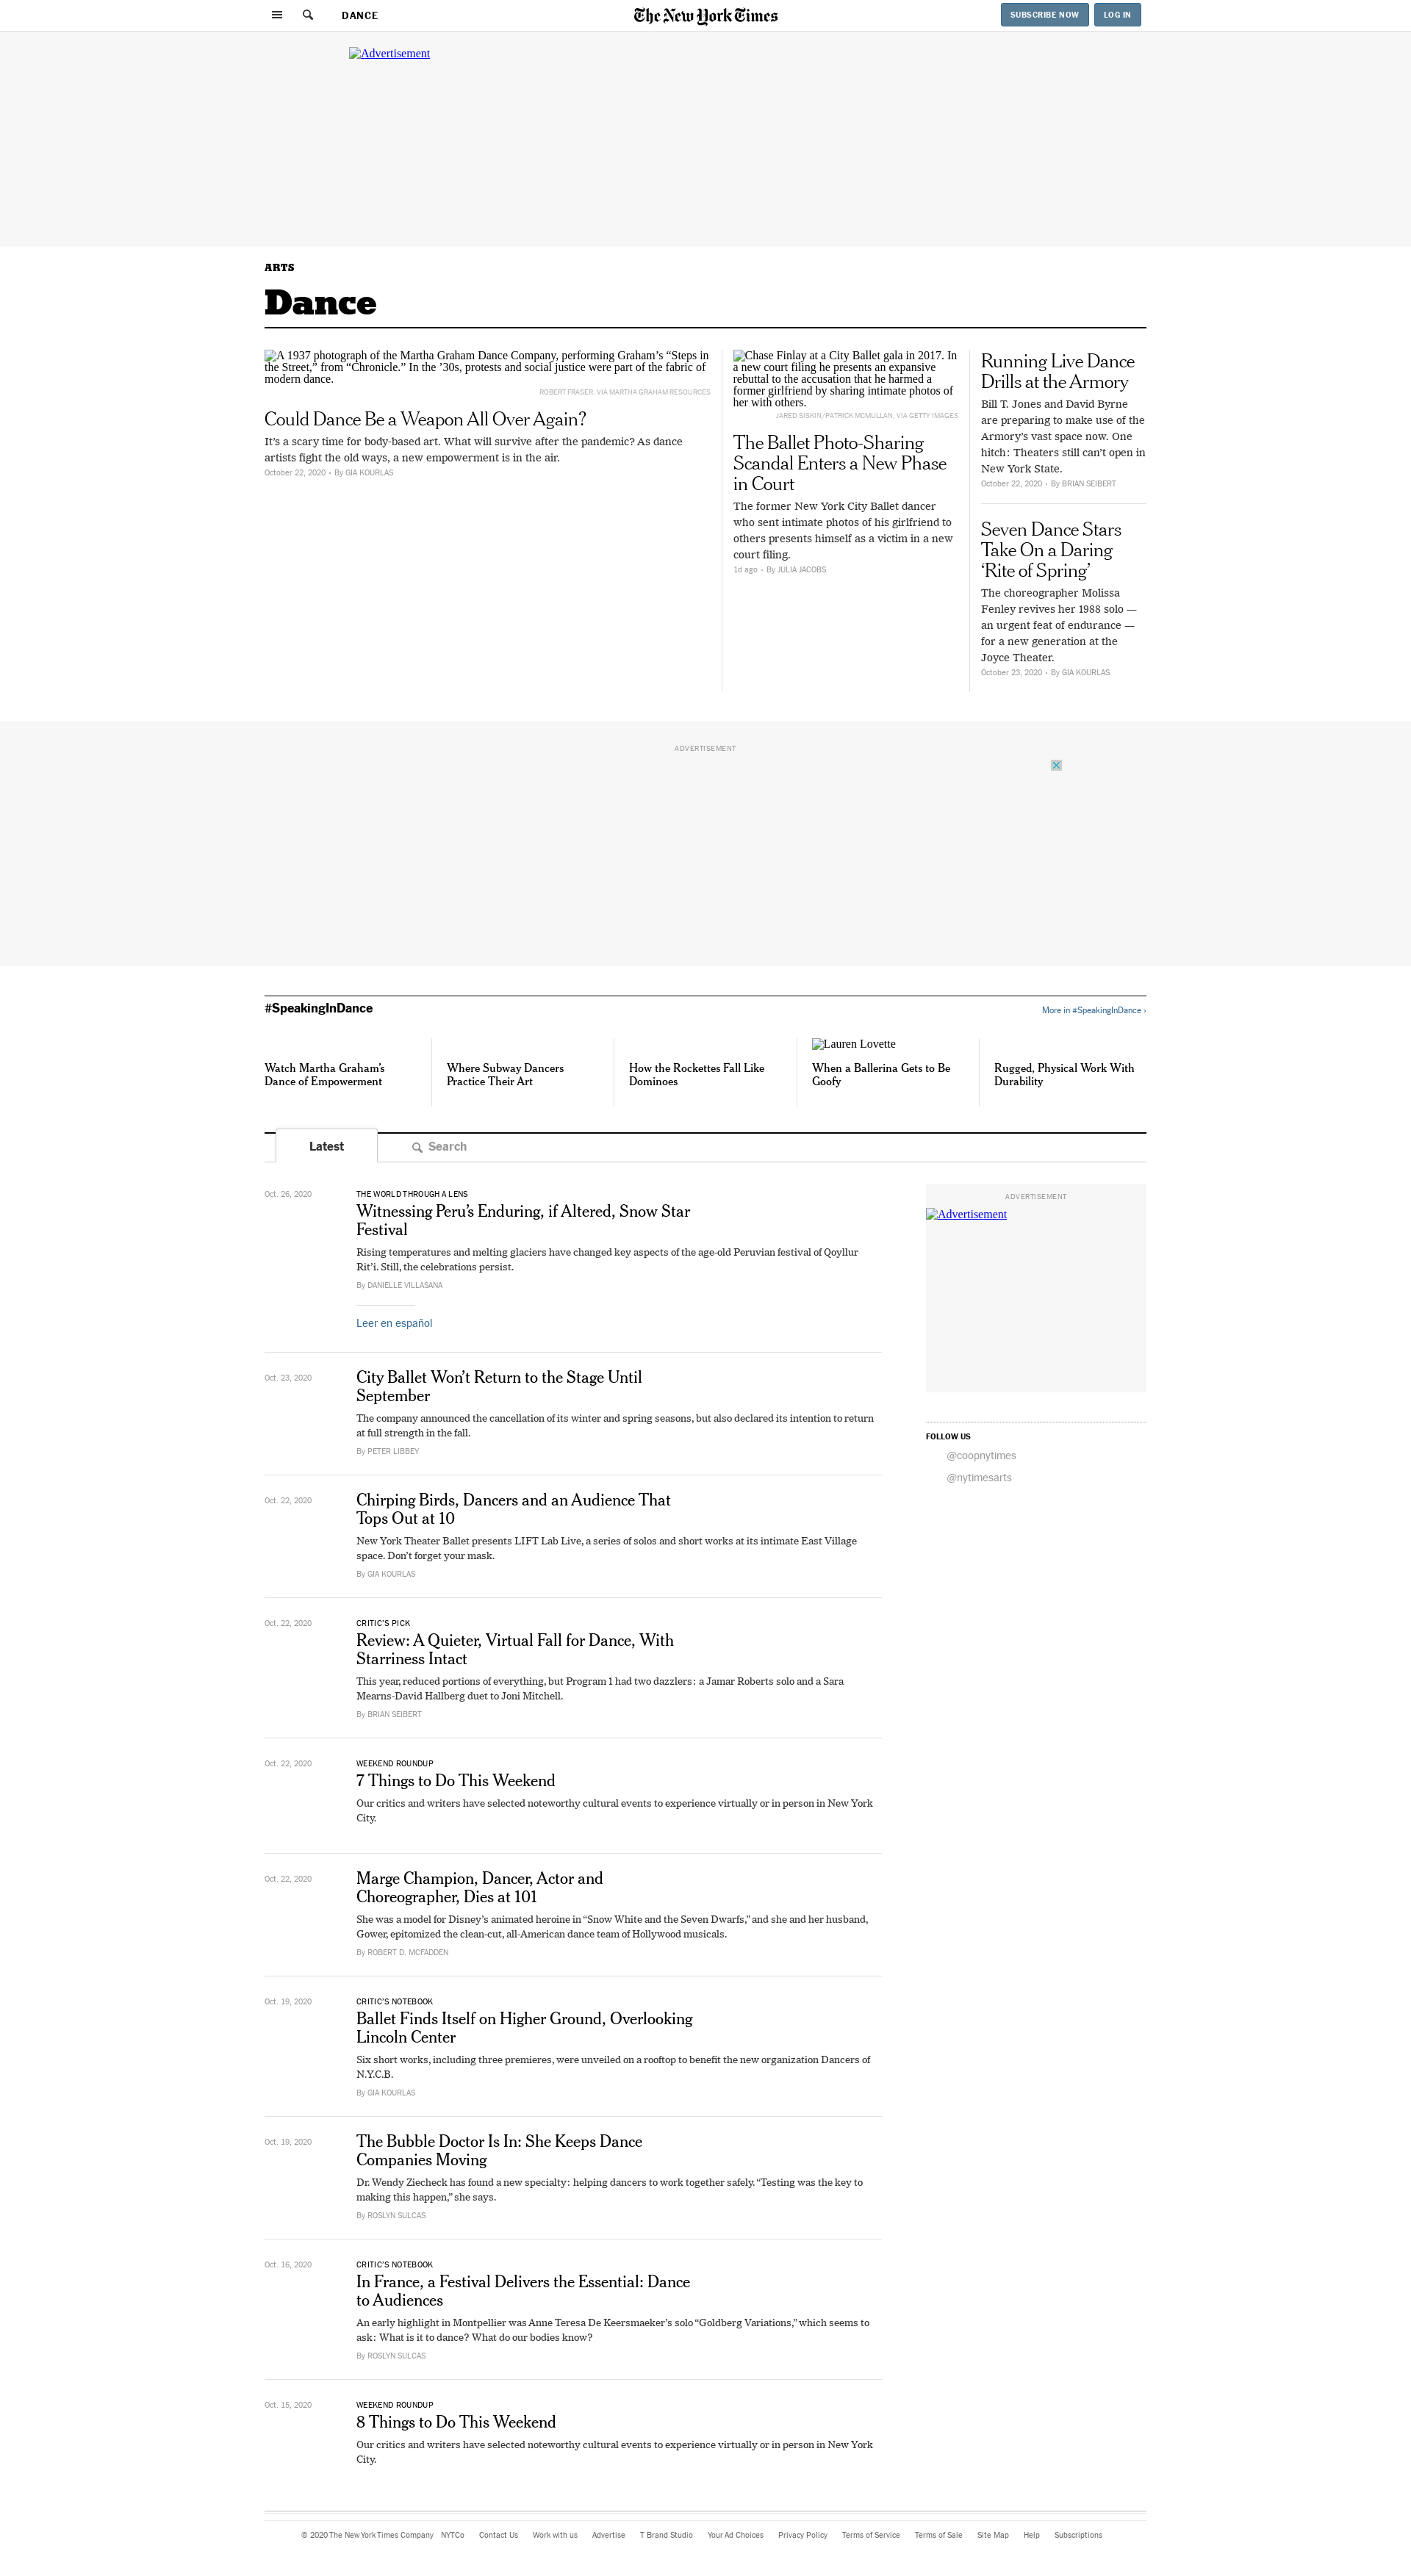 DANCE
The New York Times
SUBSCRIBE NOW
LOG IN
Advertisement
ARTS
Dance
A 1937 photograph of the Martha Graham Dance Company, performing Graham’s “Steps in
the Street,” from “Chronicle.” In the ’30s, protests and social justice were part of the fabric of
modern dance.
ROBERT FRASER, VIA MARTHA GRAHAM RESOURCES
Could Dance Be a Weapon All Over Again?
It’s a scary time for body-based art. What will survive after the pandemic? As dance
artists fight the old ways, a new empowerment is in the air.
October 22, 2020 • By GIA KOURLAS
Chase Finlay at a City Ballet gala in 2017. In
a new court filing he presents an expansive
rebuttal to the accusation that he harmed a
former girlfriend by sharing intimate photos of
her with others.
JARED SISKIN/PATRICK MCMULLAN, VIA GETTY IMAGES
The Ballet Photo-Sharing
Scandal Enters a New Phase
in Court
The former New York City Ballet dancer
who sent intimate photos of his girlfriend to
others presents himself as a victim in a new
court filing.
1d ago • By JULIA JACOBS
Running Live Dance
Drills at the Armory
Bill T. Jones and David Byrne
are preparing to make use of the
Armory’s vast space now. One
hitch: Theaters still can’t open in
New York State.
October 22, 2020 • By BRIAN SEIBERT
Seven Dance Stars
Take On a Daring
‘Rite of Spring’
The choreographer Molissa
Fenley revives her 1988 solo —
an urgent feat of endurance —
for a new generation at the
Joyce Theater.
October 23, 2020 • By GIA KOURLAS
ADVERTISEMENT
#SpeakingInDance
More in #SpeakingInDance ›
Watch Martha Graham’s
Dance of Empowerment
Where Subway Dancers
Practice Their Art
How the Rockettes Fall Like
Dominoes
Lauren Lovette
When a Ballerina Gets to Be
Goofy
Rugged, Physical Work With
Durability
Latest
Search
Oct. 26, 2020
THE WORLD THROUGH A LENS
Witnessing Peru’s Enduring, if Altered, Snow Star
Festival
Rising temperatures and melting glaciers have changed key aspects of the age-old Peruvian festival of Qoyllur
Rit’i. Still, the celebrations persist.
By DANIELLE VILLASANA
Leer en español
ADVERTISEMENT
Advertisement
FOLLOW US
@coopnytimes
@nytimesarts
Oct. 23, 2020
City Ballet Won’t Return to the Stage Until
September
The company announced the cancellation of its winter and spring seasons, but also declared its intention to return
at full strength in the fall.
By PETER LIBBEY
Oct. 22, 2020
Chirping Birds, Dancers and an Audience That
Tops Out at 10
New York Theater Ballet presents LIFT Lab Live, a series of solos and short works at its intimate East Village
space. Don’t forget your mask.
By GIA KOURLAS
Oct. 22, 2020
CRITIC’S PICK
Review: A Quieter, Virtual Fall for Dance, With
Starriness Intact
This year, reduced portions of everything, but Program 1 had two dazzlers: a Jamar Roberts solo and a Sara
Mearns-David Hallberg duet to Joni Mitchell.
By BRIAN SEIBERT
Oct. 22, 2020
WEEKEND ROUNDUP
7 Things to Do This Weekend
Our critics and writers have selected noteworthy cultural events to experience virtually or in person in New York
City.
Oct. 22, 2020
Marge Champion, Dancer, Actor and
Choreographer, Dies at 101
She was a model for Disney’s animated heroine in “Snow White and the Seven Dwarfs,” and she and her husband,
Gower, epitomized the clean-cut, all-American dance team of Hollywood musicals.
By ROBERT D. MCFADDEN
Oct. 19, 2020
CRITIC’S NOTEBOOK
Ballet Finds Itself on Higher Ground, Overlooking
Lincoln Center
Six short works, including three premieres, were unveiled on a rooftop to benefit the new organization Dancers of
N.Y.C.B.
By GIA KOURLAS
Oct. 19, 2020
The Bubble Doctor Is In: She Keeps Dance
Companies Moving
Dr. Wendy Ziecheck has found a new specialty: helping dancers to work together safely. “Testing was the key to
making this happen,” she says.
By ROSLYN SULCAS
Oct. 16, 2020
CRITIC’S NOTEBOOK
In France, a Festival Delivers the Essential: Dance
to Audiences
An early highlight in Montpellier was Anne Teresa De Keersmaeker’s solo “Goldberg Variations,” which seems to
ask: What is it to dance? What do our bodies know?
By ROSLYN SULCAS
Oct. 15, 2020
WEEKEND ROUNDUP
8 Things to Do This Weekend
Our critics and writers have selected noteworthy cultural events to experience virtually or in person in New York
City.
© 2020 The New York Times Company NYTCo Contact Us Work with us Advertise T Brand Studio Your Ad Choices Privacy Policy Terms of Service Terms of Sale Site Map Help Subscriptions